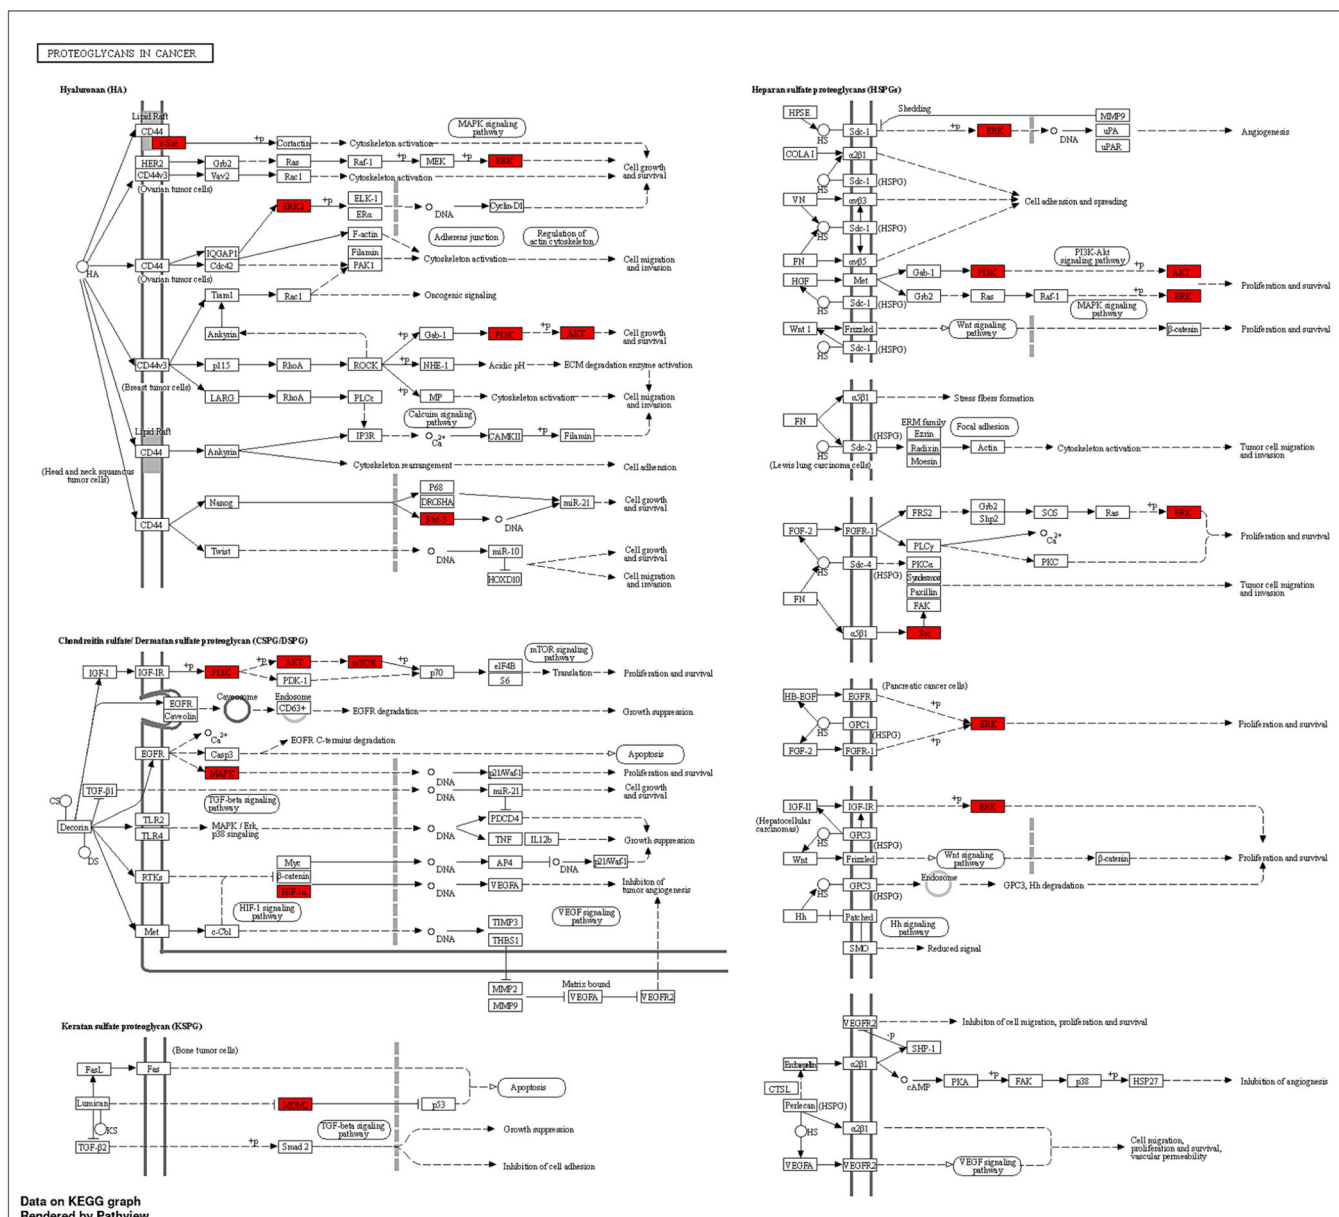 PROTEOGLYCANS IN CANCER
Hyaluronan (HA)
Lipid Raft
CD44
c-Src
+p
Cortactin
Cytoskeleton activation
MAPK signaling
pathway
HER2
Grb2
Ras
+p
Raf-1
+p
MEK
+p
ERK
Cell growth
and survival
CD44v3
Vav2
Rac1
Cytoskeleton activation
(Ovarian tumor cells)
ERK2
+p
ELK-1
ERα
DNA
Cyclin-D1
HA
CD44
(Ovarian tumor cells)
IQGAP1
Cdc42
F-actin
Filamin
PAK1
Adherens junction
Regulation of
actin cytoskeleton
Cytoskeleton activation
Cell migration
and invasion
Tiam1
Rac1
Oncogenic signaling
Ankyrin
+p
Gab-1
PI3K
+p
AKT
Cell growth
and survival
CD44v3
(Breast tumor cells)
p115
RhoA
ROCK
+p
NHE-1
Acidic pH
ECM degradation enzyme activation
LARG
RhoA
PLCε
+p
MP
Cytoskeleton activation
Cell migration
and invasion
Lipid Raft
Calcuim signaling
pathway
IP3R
Ca2+
CAMKII
+p
Filamin
CD44
Ankyrin
Cytoskeleton rearrangement
Cell adhesion
(Head and neck squamous
tumor cells)
Nanog
P68
DROSHA
Stat-3
DNA
miR-21
Cell growth
and survival
CD44
Twist
DNA
miR-10
HOXD10
Cell growth
and survival
Cell migration
and invasion
Chondroitin sulfate/ Dermatan sulfate proteoglycan (CSPG/DSPG)
IGF-I
IGF-IR
+p
PI3K
+p
AKT
mTOR
+p
PDK-1
p70
eIF4B
S6
mTOR signaling
pathway
Translation
Proliferation and survival
EGFR
Caveolin
Caveosome
Endosome
CD63+
EGFR degradation
Growth suppression
EGFR
Ca2+
Casp3
EGFR C-termius degradation
Apoptosis
MAPK
DNA
p21/Waf-1
Proliferation and survival
TGF-β1
DNA
miR-21
Cell growth
and survival
CS
Decorin
DS
TGF-beta signaling
pathway
TLR2
TLR4
MAPK / Erk,
p38 singaling
DNA
PDCD4
TNF
IL12b
Growth suppression
RTKs
Myc
β-catenin
HIF 1α
DNA
AP4
DNA
p21/Waf-1
DNA
VEGFA
Inhibiton of
tumor angiogenesis
HIF-1 signaling
pathway
Met
c-Cbl
DNA
TIMP3
THBS1
VEGF signaling
pathway
MMP2
MMP9
Matrix bound
VEGFA
VEGFR2
Keratan sulfate proteoglycan (KSPG)
(Bone tumor cells)
FasL
Fas
Apoptosis
Lumican
MDM2
p53
KS
TGF-β2
+p
Smad 2
TGF-beta signaling
pathway
Growth suppression
Inhibition of cell adhesion
Data on KEGG graph
Rendered by Pathview
Heparan sulfate proteoglycans (HSPGs)
HPSE
HS
Sdc-1
Shedding
+p
ERK
DNA
MMP9
uPA
uPAR
Angiogenesis
COLA I
α2β1
HS
Sdc-1
(HSPG)
VN
αvβ3
Cell adhesion and spreading
HS
Sdc-1
(HSPG)
FN
αvβ5
HGF
Met
Gab-1
PI3K
PI3K-Akt
signaling pathway
+p
AKT
Grb2
Ras
Raf-1
+p
ERK
MAPK signaling
pathway
Proliferation and survival
HS
Sdc-1
(HSPG)
Wnt 1
Frizzled
Wnt signaling
pathway
β-catenin
Proliferation and survival
HS
Sdc-1
(HSPG)
α5β1
Stress fibers formation
FN
HS
Sdc-2
(HSPG)
(Lewis lung carcinoma cells)
ERM family
Ezrin
Radixin
Moesin
Focal adhesion
Actin
Cytoskeleton activation
Tumor cell migration
and invasion
FGF-2
FGFR-1
FRS2
Grb2
Shp2
SOS
Ras
+p
ERK
PLCγ
Ca2+
PKC
Proliferation and survival
HS
Sdc-4
(HSPG)
PKCα
Syndesmos
Paxillin
FAK
Tumor cell migration
and invasion
FN
α5β1
Src
HB-EGF
EGFR
(Pancreatic cancer cells)
+p
HS
GPC1
(HSPG)
ERK
Proliferation and survival
FGF-2
FGFR-1
+p
IGF-II
(Hepatocellular
carcinomas)
IGF-IR
+p
ERK
HS
GPC3
(HSPG)
Wnt
Frizzled
Wnt signaling
pathway
β-catenin
Proliferation and survival
HS
GPC3
(HSPG)
Endosome
GPC3, Hh degradation
Hh
Patched
Hh signaling
pathway
SMO
Reduced signal
VEGFR2
Inhibiton of cell migration, proliferation and survival
-p
SHP-1
Endorepellin
α2β1
cAMP
PKA
+p
FAK
p38
+p
HSP27
Inhibition of angiognesis
CTSL
Perlecan
(HSPG)
HS
α2β1
VEGFA
VEGFR2
VEGF signaling
pathway
Cell migration,
proliferation and survival,
vascular permeability